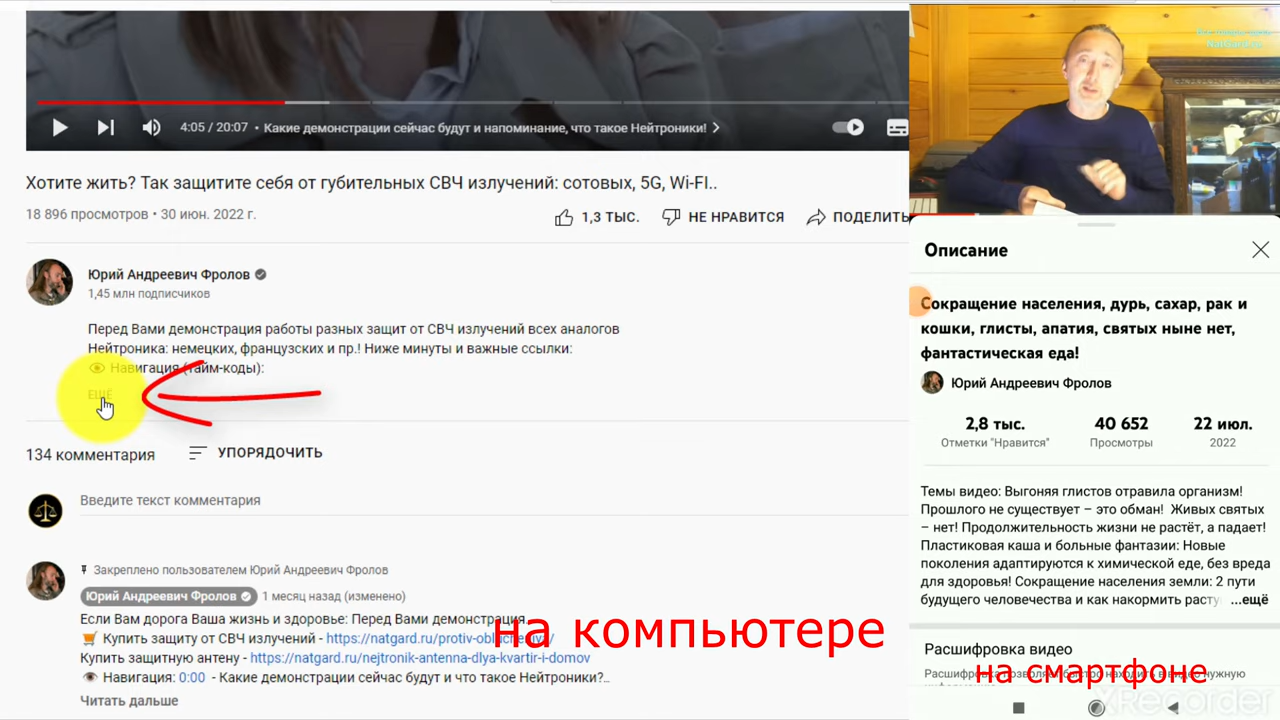 4:05 / 20:07 • Какие демонстрации сейчас будут и напоминание, что такое Нейтроники!
Хотите жить? Так защитите себя от губительных СВЧ излучений: сотовых, 5G, Wi-FI..
18 896 просмотров • 30 июн. 2022 г.
1,3 ТЫС.
НЕ НРАВИТСЯ
ПОДЕЛИТЬ
Юрий Андреевич Фролов
1,45 млн подписчиков
Перед Вами демонстрация работы разных защит от СВЧ излучений всех аналогов
Нейтроника: немецких, французских и пр.! Ниже минуты и важные ссылки:
Навигация (тайм-коды):
ЕЩЁ
134 комментария
УПОРЯДОЧИТЬ
Введите текст комментария
Закреплено пользователем Юрий Андреевич Фролов
Юрий Андреевич Фролов
1 месяц назад (изменено)
Если Вам дорога Ваша жизнь и здоровье: Перед Вами демонстрация
Купить защиту от СВЧ излучений - https://natgard.ru/protiv-oblucheniya/
Купить защитную антену - https://natgard.ru/nejtronik-antenna-dlya-kvartir-i-domov
Навигация: 0:00 - Какие демонстрации сейчас будут и что такое Нейтроники?..
Читать дальше
на компьютере
NatGard.ru
Описание
Сокращение населения, дурь, сахар, рак и
кошки, глисты, апатия, святых ныне нет,
фантастическая еда!
Юрий Андреевич Фролов
2,8 тыс.
40 652
22 июл.
Отметки "Нравится"
Просмотры
2022
Темы видео: Выгоняя глистов отравила организм!
Прошлого не существует – это обман! Живых святых
– нет! Продолжительность жизни не растёт, а падает!
Пластиковая каша и больные фантазии: Новые
поколения адаптируются к химической еде, без вреда
для здоровья! Сокращение населения земли: 2 пути
будущего человечества и как накормить расту ...ещё
Расшифровка видео
Расшифровка позволяет быстро находить в видео нужную
на смартфоне
XRecorder